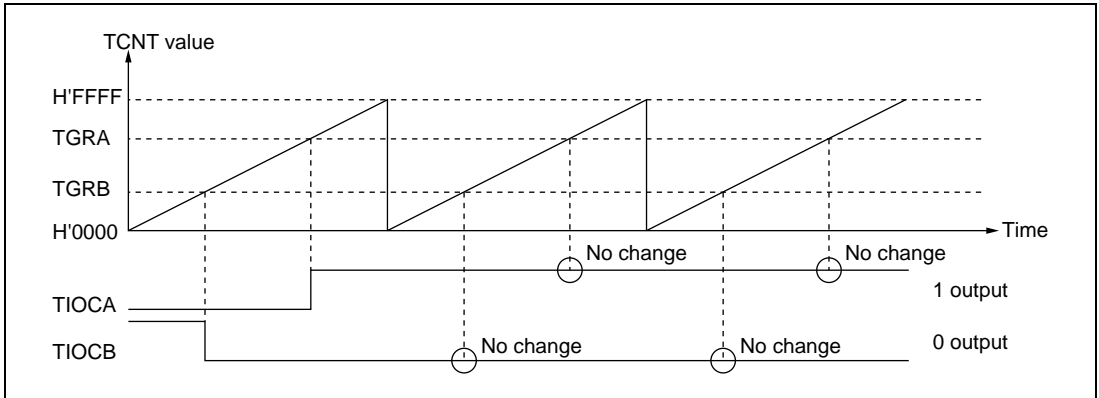 TCNT value
H'FFFF
TGRA
TGRB
H'0000
Time
No change
No change
1 output
TIOCA
No change
No change
0 output
TIOCB